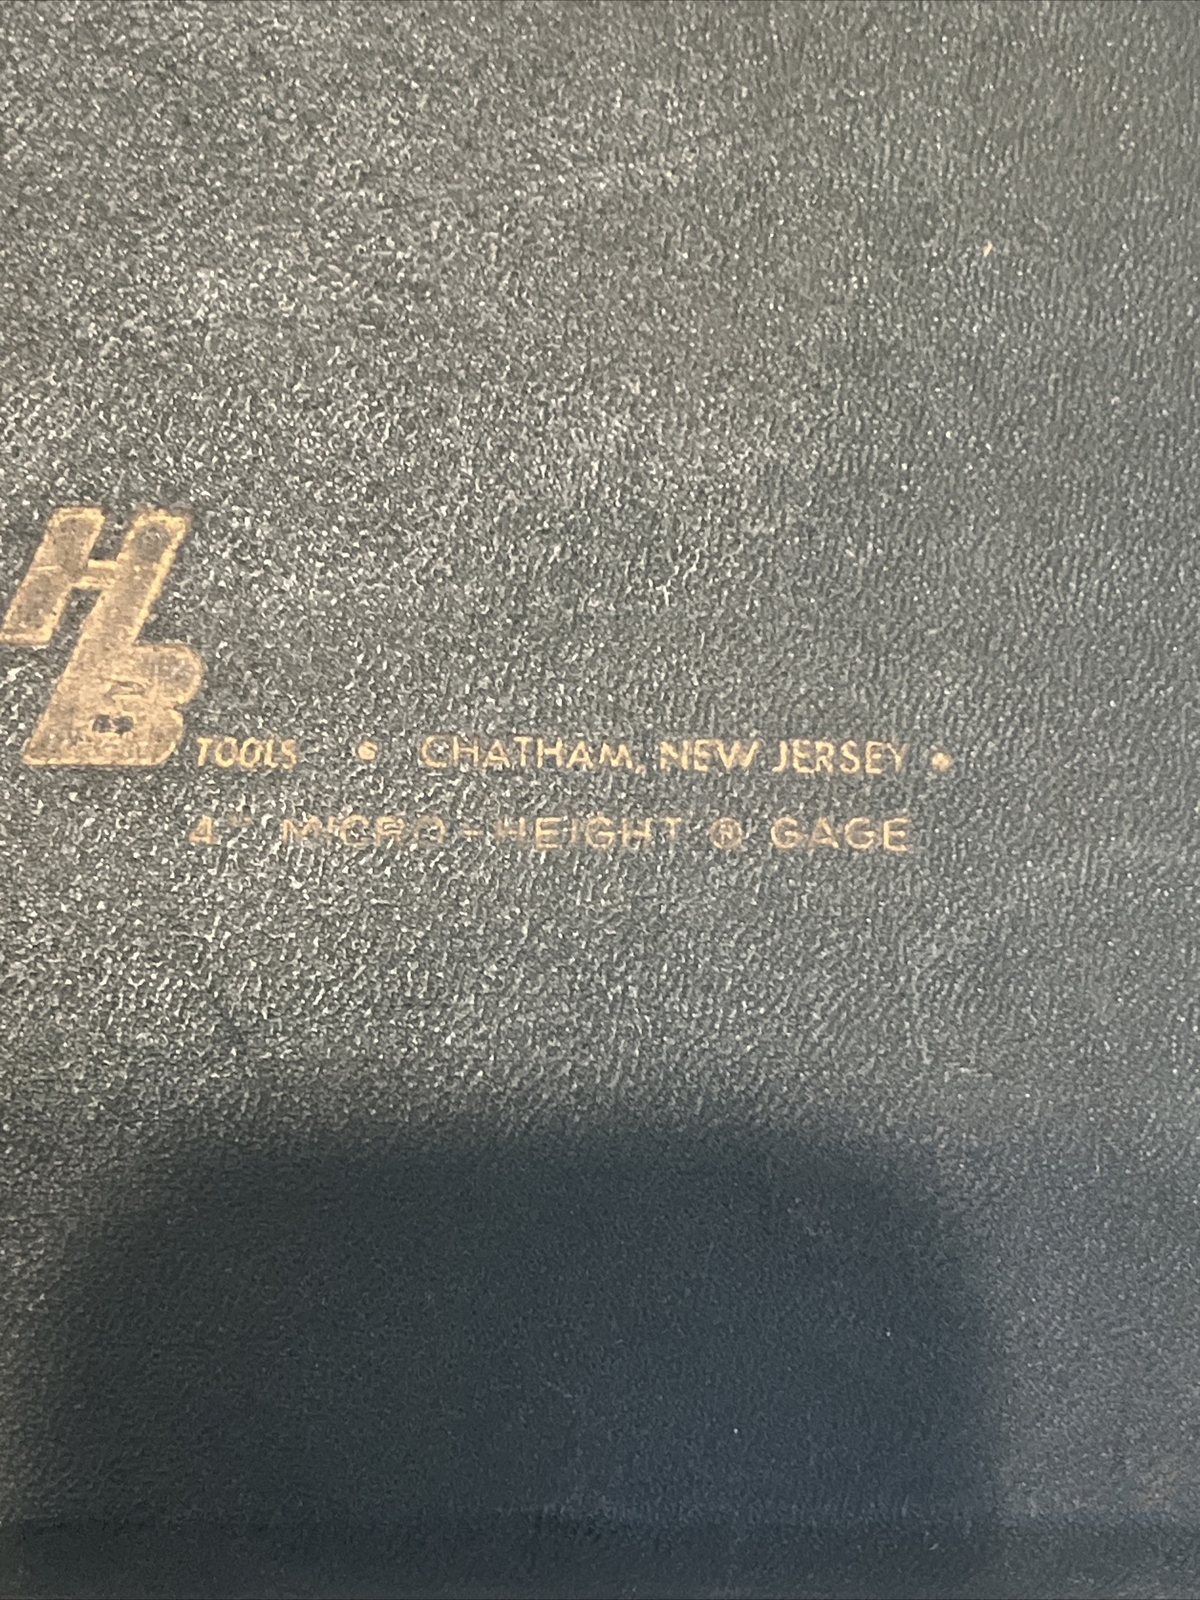 HB TOOLS • CHATHAM, NEW JERSEY •
4" MICRO-HEIGHT ® GAGE